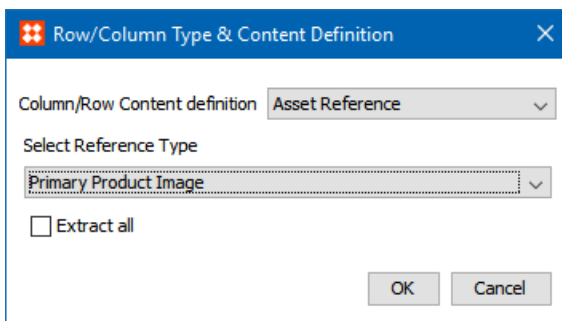 Row/Column Type & Content Definition
Column/Row Content definition Asset Reference
Select Reference Type
Primary Product Image
Extract all
OK Cancel